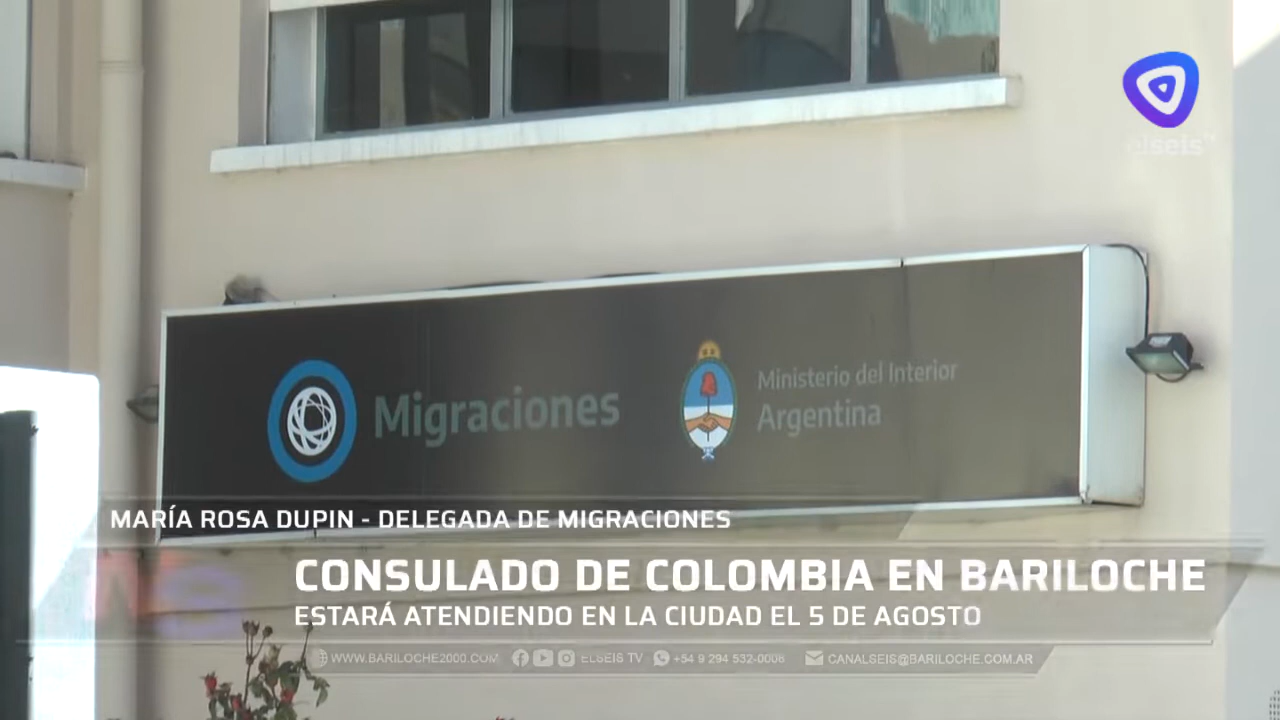 elseis
Migraciones
Ministerio del Interior
Argentina
MARÍA ROSA DUPIN - DELEGADA DE MIGRACIONES
CONSULADO DE COLOMBIA EN BARILOCHE
ESTARÁ ATENDIENDO EN LA CIUDAD EL 5 DE AGOSTO
WWW.BARILOCHE2000.COM ELSEIS TV +54 9 294 532-0006 CANALSEIS@BARILOCHE.COM.AR